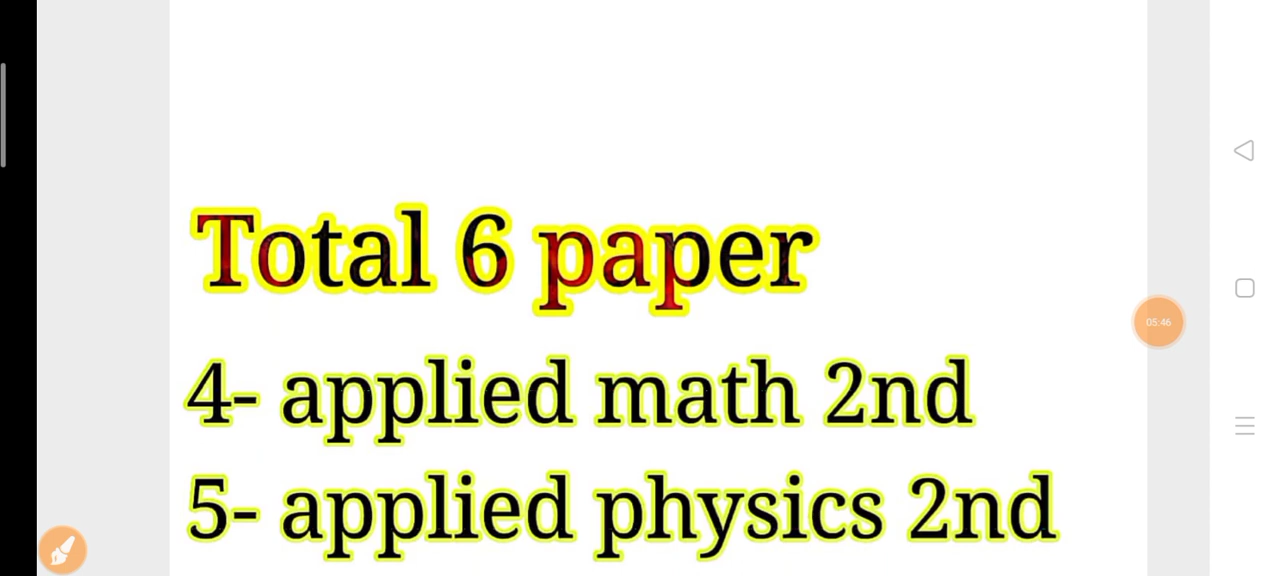 Total 6 paper
4- applied math 2nd
05:46
5- applied physics 2nd